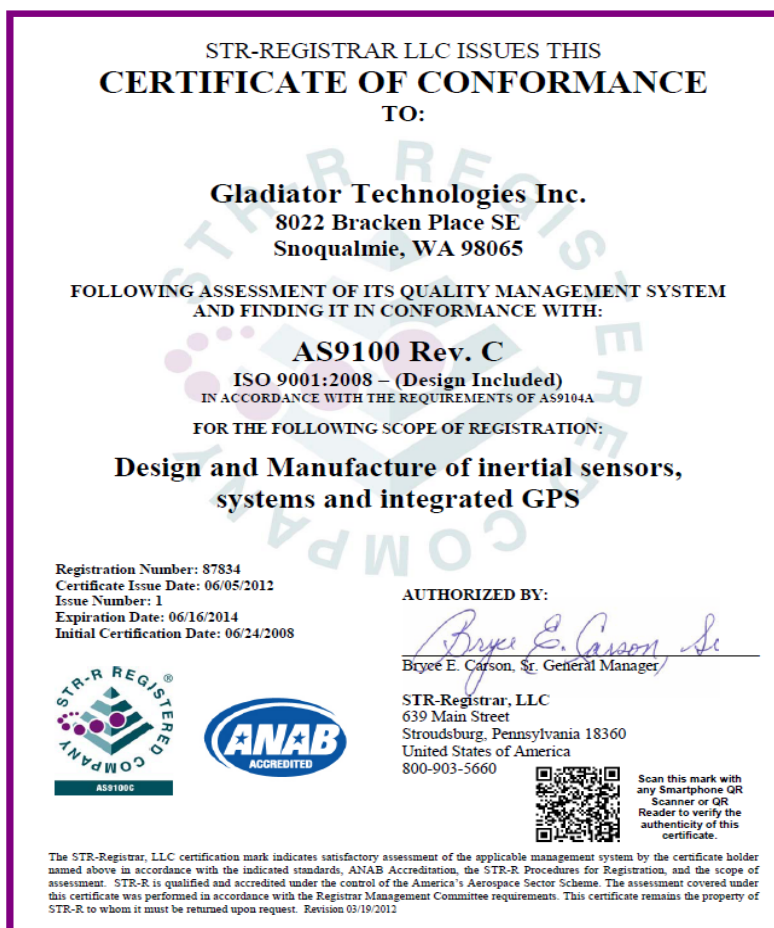 STR-REGISTRAR LLC ISSUES THIS
CERTIFICATE OF CONFORMANCE
TO:
Gladiator Technologies Inc.
8022 Bracken Place SE
Snoqualmie, WA 98065
FOLLOWING ASSESSMENT OF ITS QUALITY MANAGEMENT SYSTEM
AND FINDING IT IN CONFORMANCE WITH:
AS9100 Rev. C
ISO 9001:2008 – (Design Included)
IN ACCORDANCE WITH THE REQUIREMENTS OF AS9104A
FOR THE FOLLOWING SCOPE OF REGISTRATION:
Design and Manufacture of inertial sensors,
systems and integrated GPS
STR-R REGISTERED COMPANY
Registration Number: 87834
Certificate Issue Date: 06/05/2012
Issue Number: 1
Expiration Date: 06/16/2014
Initial Certification Date: 06/24/2008
AUTHORIZED BY:
Bryce E. Carson Sr
Bryce E. Carson, Sr. General Manager
STR-Registrar, LLC
639 Main Street
Stroudsburg, Pennsylvania 18360
United States of America
800-903-5660
STR-R REGISTERED COMPANY ®
AS9100C
ANAB
ACCREDITED
Scan this mark with
any Smartphone QR
Scanner or QR
Reader to verify the
authenticity of this
certificate.
The STR-Registrar, LLC certification mark indicates satisfactory assessment of the applicable management system by the certificate holder
named above in accordance with the indicated standards, ANAB Accreditation, the STR-R Procedures for Registration, and the scope of
assessment. STR-R is qualified and accredited under the control of the America's Aerospace Sector Scheme. The assessment covered under
this certificate was performed in accordance with the Registrar Management Committee requirements. This certificate remains the property of
STR-R to whom it must be returned upon request. Revision 03/19/2012